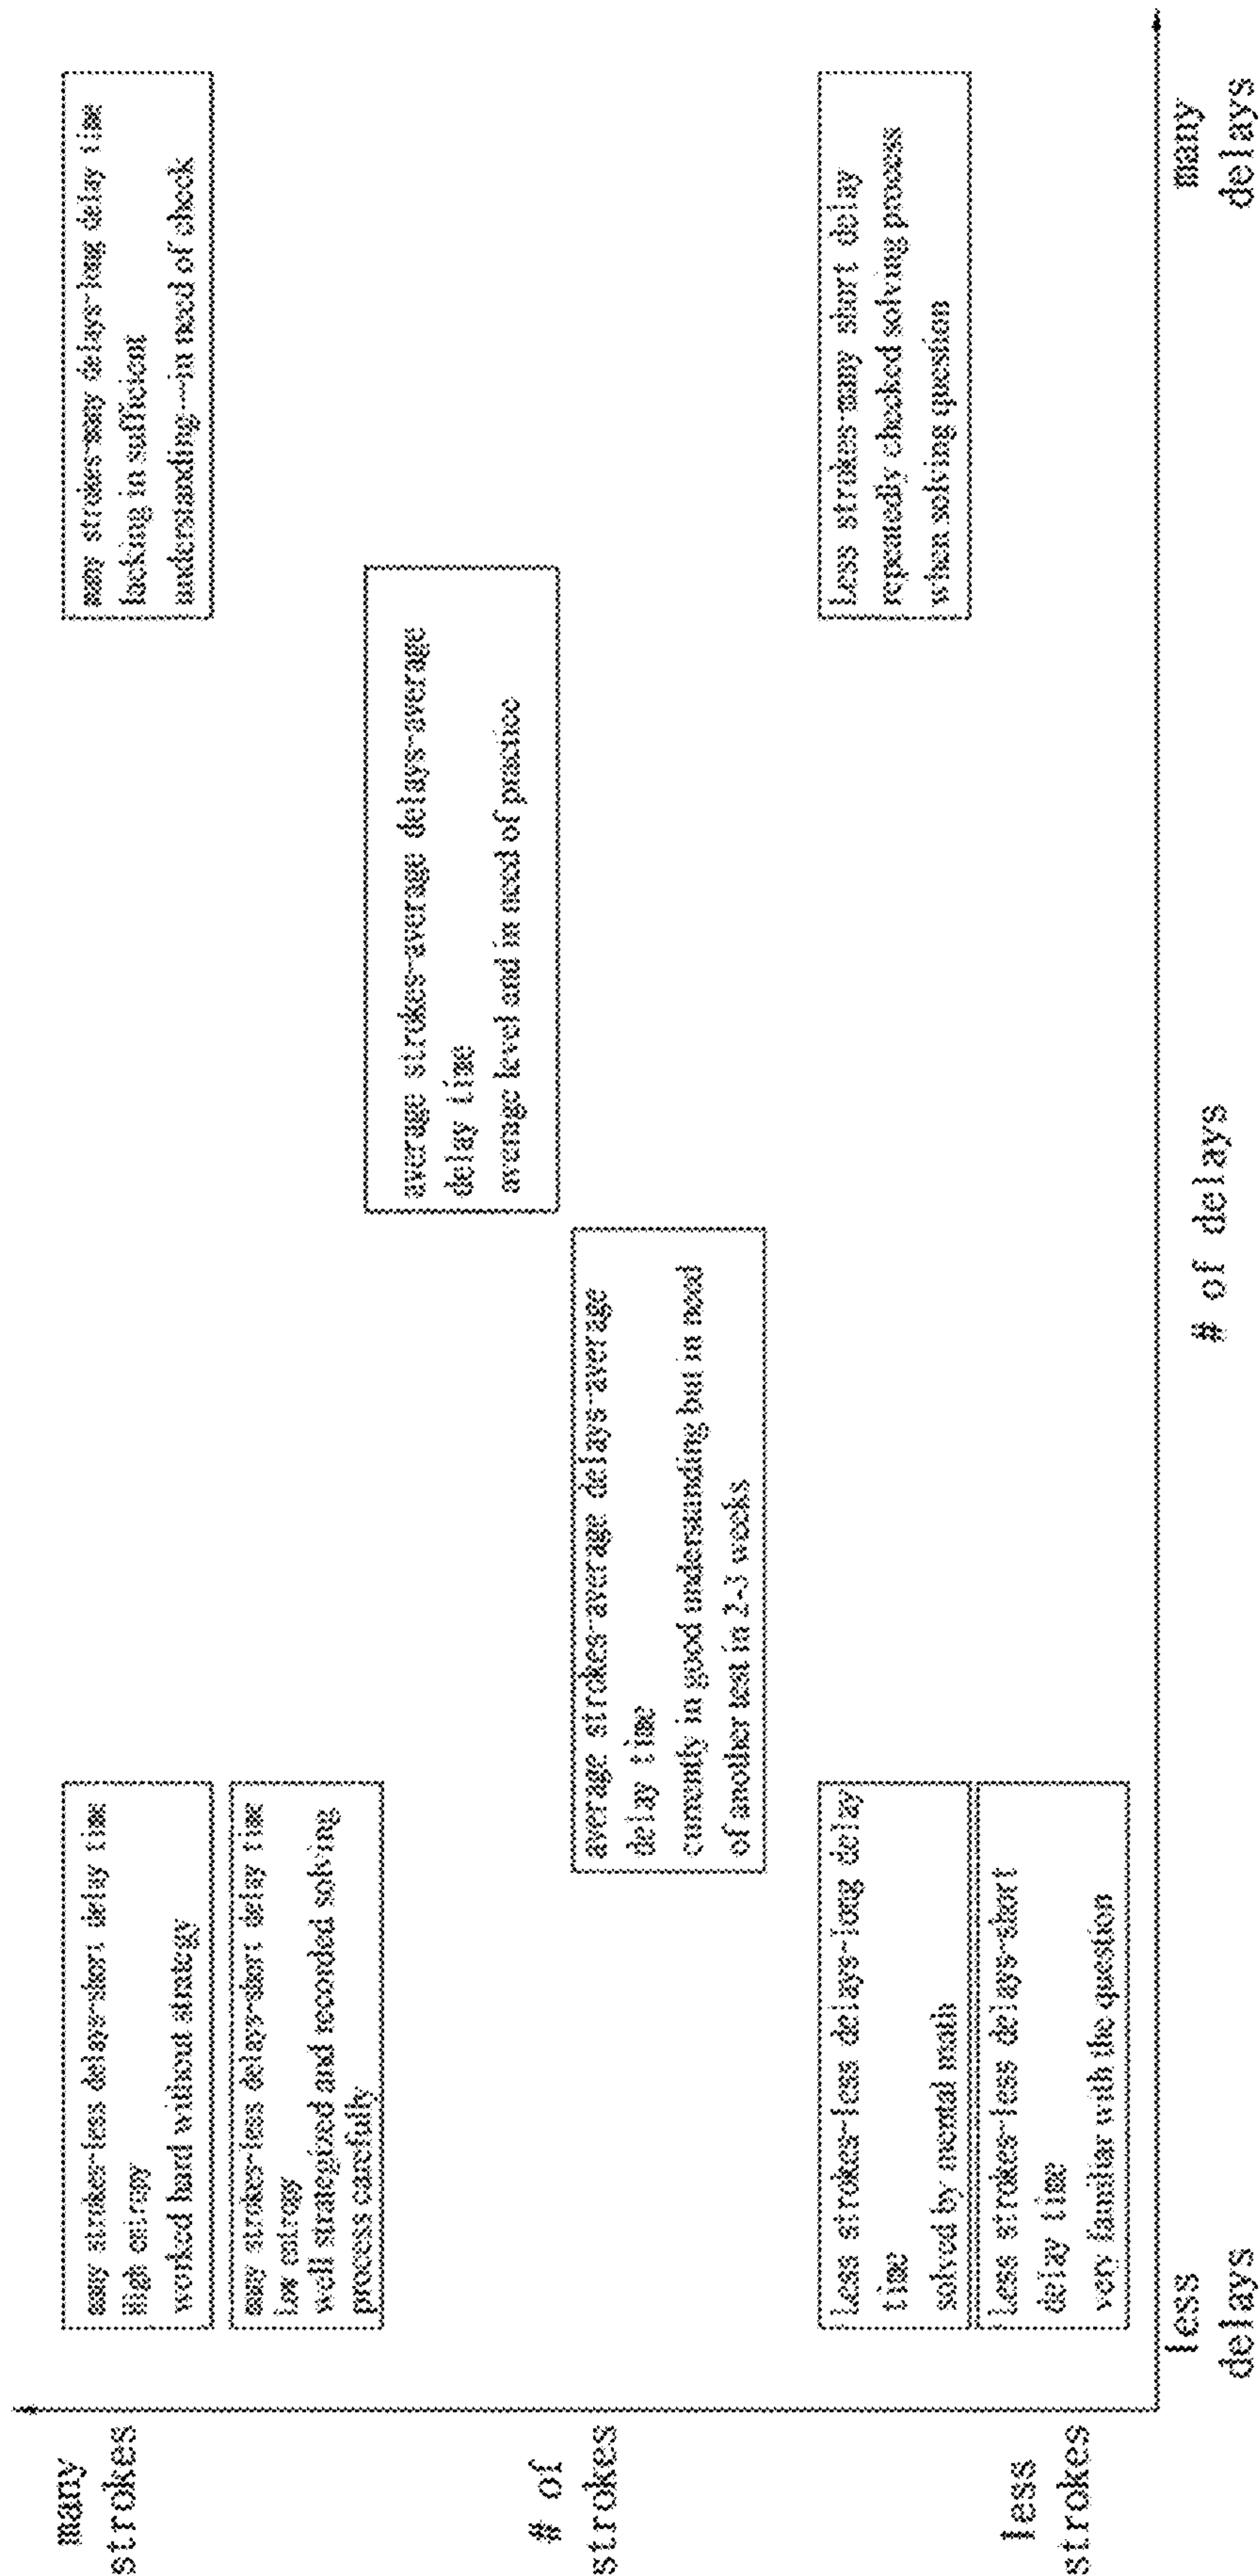 many
strokes
many strokes-less delays-short delay time
High entropy
worked hard without strategy
many strokes-many delays-long delay time
lacking in sufficient
understanding---in need of check
many strokes-less delays-short delay time
Low entropy
well strategized and recorded solving
process carefully
average strokes-average delays-average
delay time
average level and in need of practice
# of
strokes
average strokes-average delays-average
delay time
currently in good understanding but in need
of another test in 2-3 weeks
Less strokes-less delays-long delay
time
solved by mental math
Less strokes-many short delay
repeatedly checked solving process
when solving question
less
strokes
Less strokes-less delays-short
delay time
very familiar with the question
less
delays
# of delays
many
delays